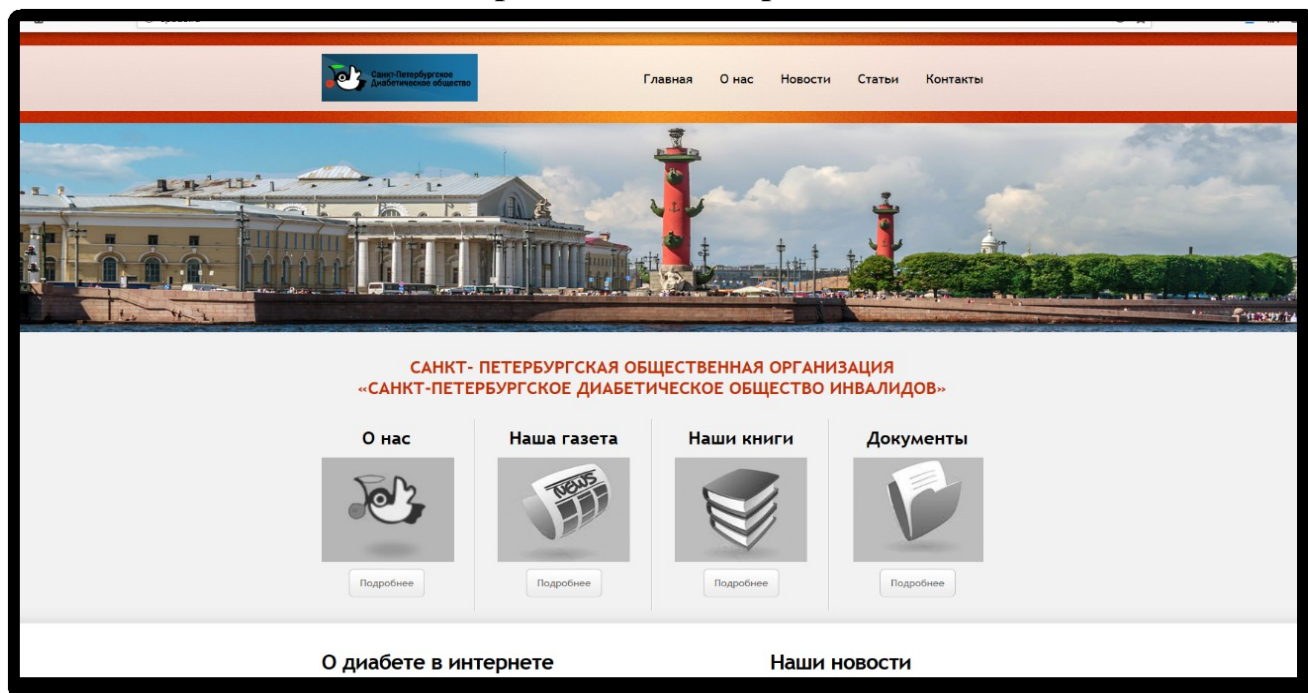 Санкт-Петербургское
Диабетическое общество
Главная О нас Новости Статьи Контакты
САНКТ- ПЕТЕРБУРГСКАЯ ОБЩЕСТВЕННАЯ ОРГАНИЗАЦИЯ
«САНКТ-ПЕТЕРБУРГСКОЕ ДИАБЕТИЧЕСКОЕ ОБЩЕСТВО ИНВАЛИДОВ»
О нас Наша газета Наши книги Документы
NEWS
Подробнее Подробнее Подробнее Подробнее
О диабете в интернете Наши новости